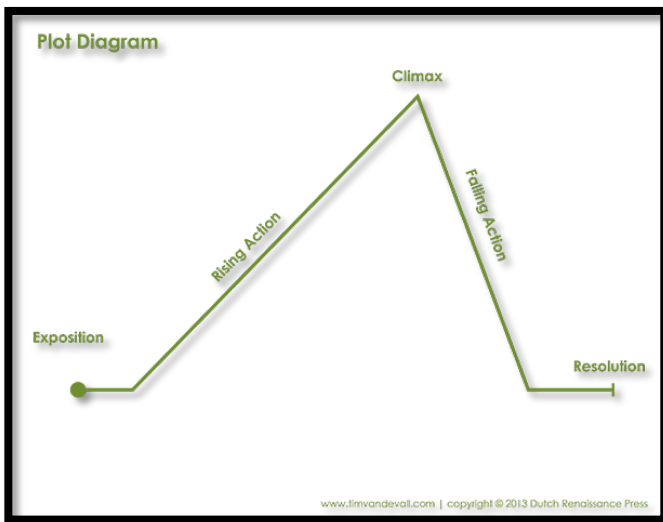 Plot Diagram
Climax
Rising Action
Falling Action
Exposition
Resolution
www.timvandevall.com | copyright © 2013 Dutch Renaissance Press